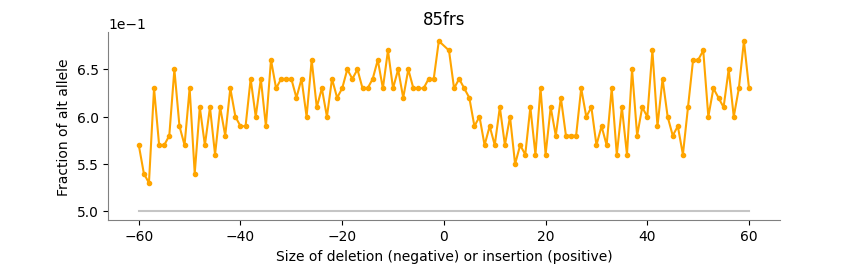 85frs
1e−1
Fraction of alt allele
6.5
6.0
5.5
5.0
−60
−40
−20
0
20
40
60
Size of deletion (negative) or insertion (positive)